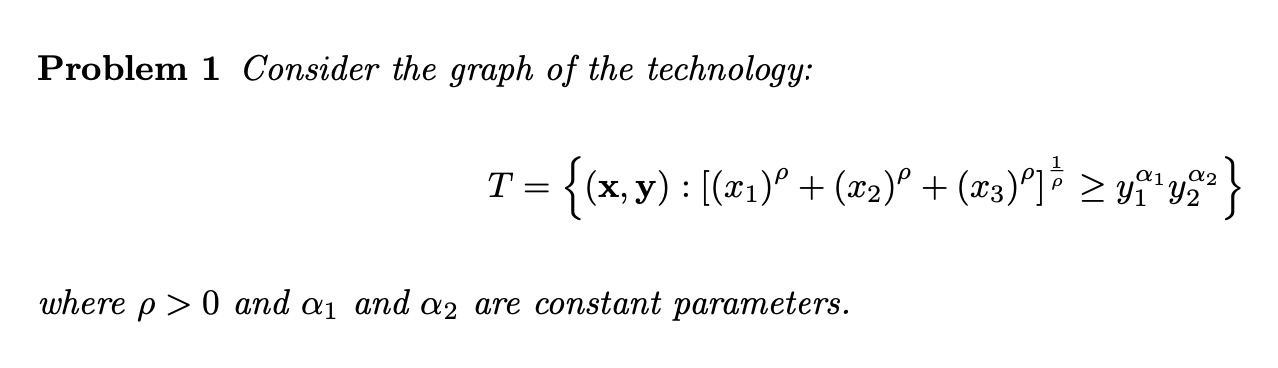 Problem 1 Consider the graph of the technology:
T = {(x, y) : [(x₁)^ρ + (x₂)^ρ + (x₃)^ρ]^{1/ρ} ≥ y₁^{α₁} y₂^{α₂}}
where ρ > 0 and α₁ and α₂ are constant parameters.